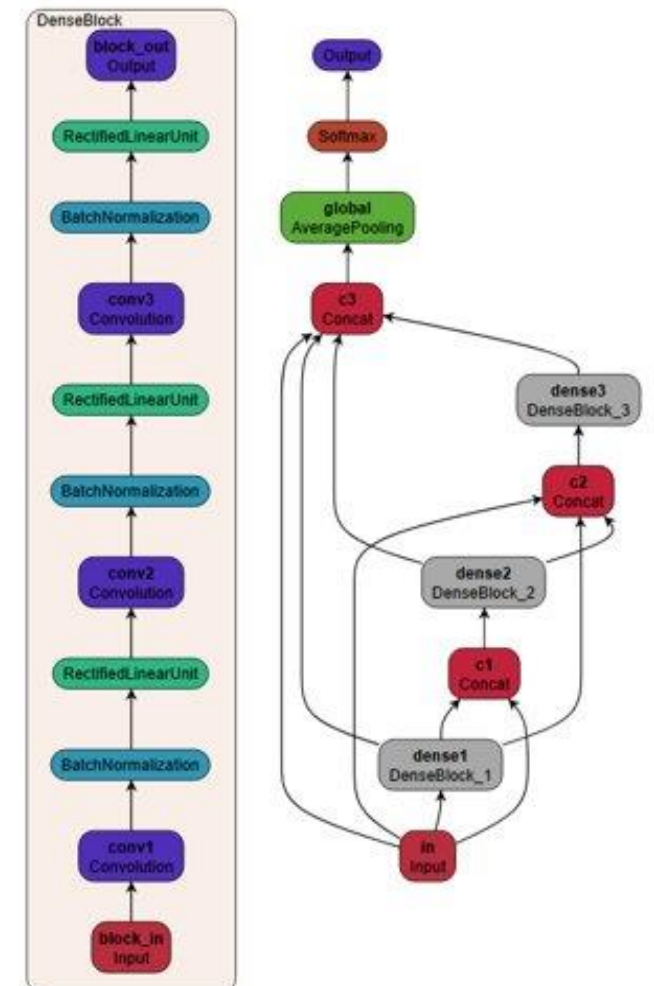 DenseBlock
block_out
Output
RectifiedLinearUnit
BatchNormalization
conv3
Convolution
RectifiedLinearUnit
BatchNormalization
conv2
Convolution
RectifiedLinearUnit
BatchNormalization
conv1
Convolution
block_in
Input
Output
Softmax
global
AveragePooling
c3
Concat
dense3
DenseBlock_3
c2
Concat
dense2
DenseBlock_2
c1
Concat
dense1
DenseBlock_1
in
Input